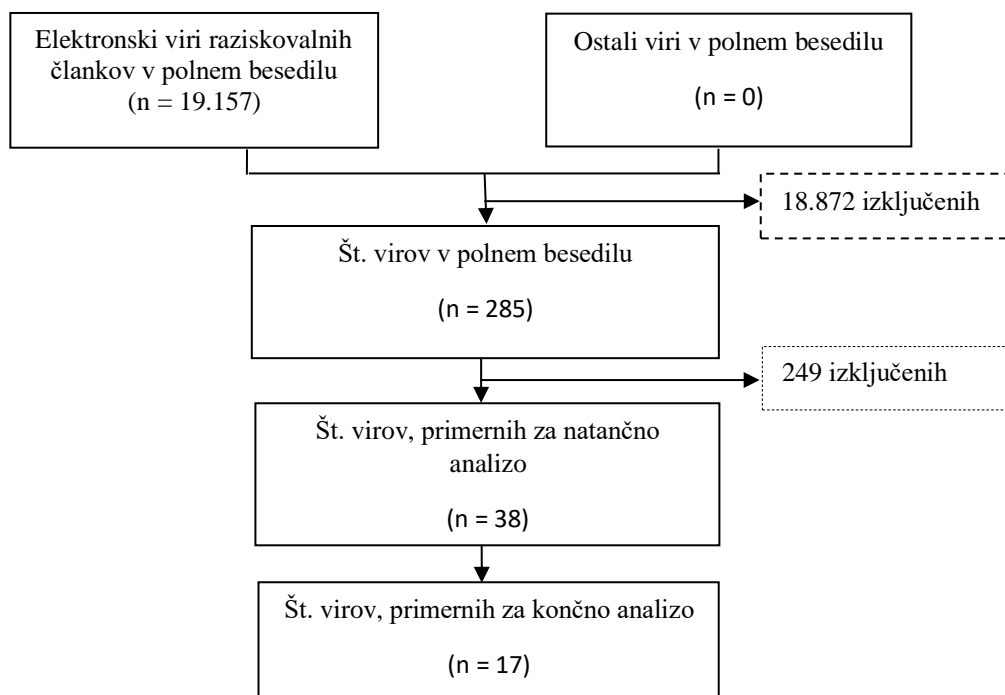 Elektronski viri raziskovalnih
člankov v polnem besedilu
(n = 19.157)
Ostali viri v polnem besedilu
(n = 0)
18.872 izključenih
Št. virov v polnem besedilu
(n = 285)
249 izključenih
Št. virov, primernih za natančno
analizo
(n = 38)
Št. virov, primernih za končno analizo
(n = 17)